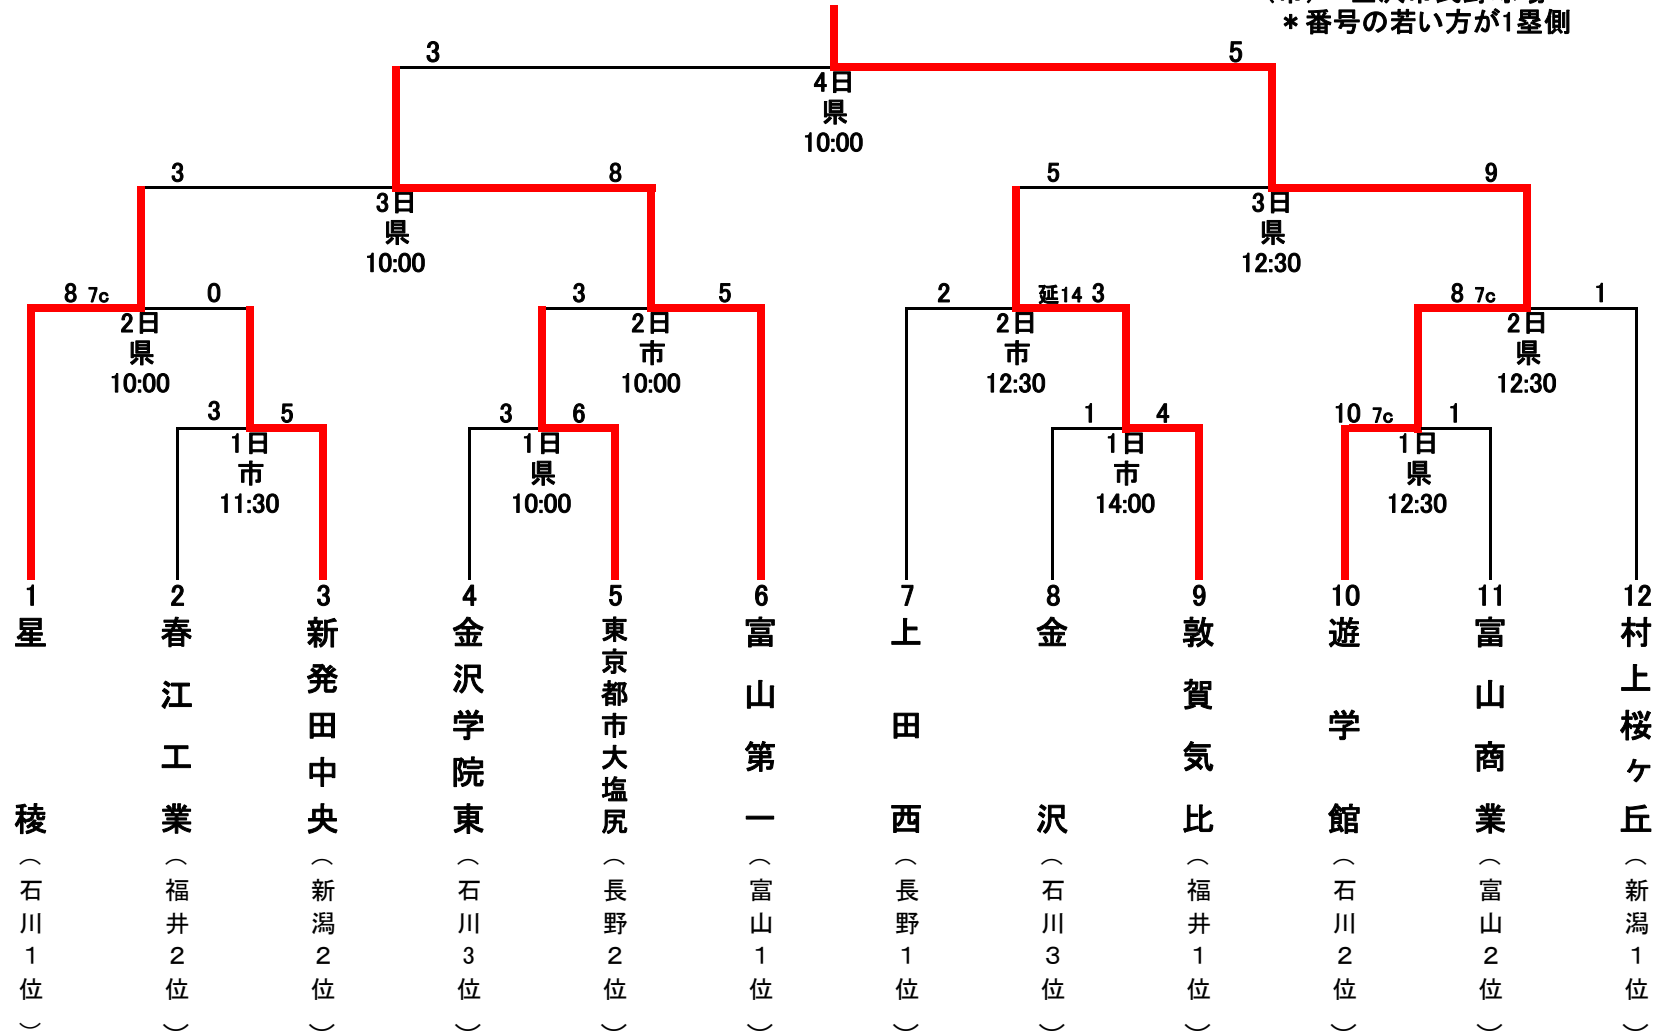 ＊番号の若い方が1塁側
3 5
4日
県
10:00
3 8
3日
県
10:00
5 9
3日
県
12:30
8 7c 0
2日
県
10:00
3 5
2日
市
10:00
2 延14 3
2日
市
12:30
8 7c 1
2日
県
12:30
3 5
1日
市
11:30
3 6
1日
県
10:00
1 4
1日
市
14:00
10 7c 1
1日
県
12:30
1 2 3 4 5 6 7 8 9 10 11 12
星稜（石川1位）
春江工業（福井2位）
新発田中央（新潟2位）
金沢学院東（石川3位）
東京都市大塩尻（長野2位）
富山第一（富山1位）
上田西（長野1位）
金沢（石川3位）
敦賀気比（福井1位）
遊学館（石川2位）
富山商業（富山2位）
村上桜ケ丘（新潟1位）